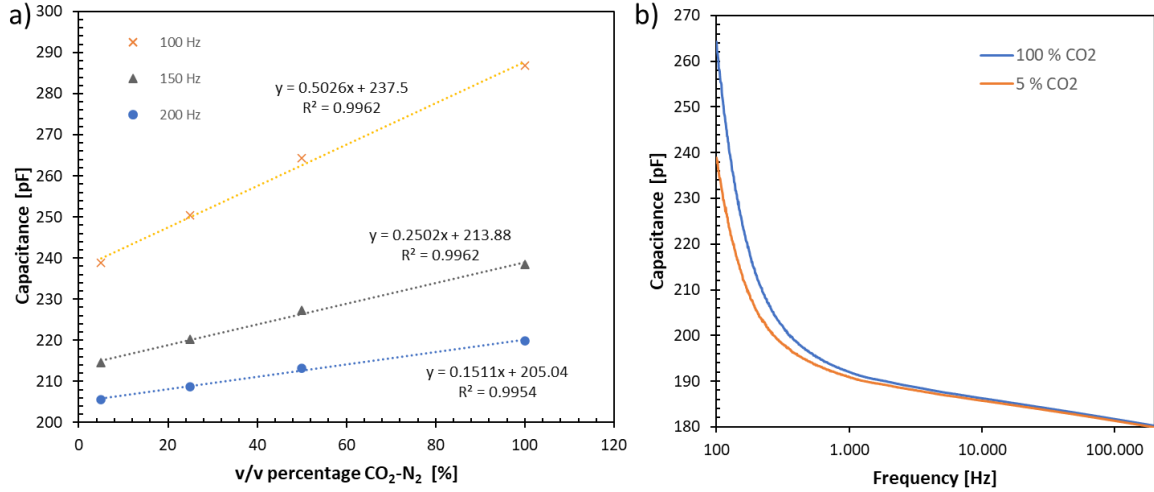 a)
300
290
280
270
260
250
240
230
220
210
200
Capacitance [pF]
100 Hz
150 Hz
200 Hz
y = 0.5026x + 237.5
R² = 0.9962
y = 0.2502x + 213.88
R² = 0.9962
y = 0.1511x + 205.04
R² = 0.9954
0 20 40 60 80 100 120
v/v percentage CO₂-N₂ [%]
b)
270
260
250
240
230
220
210
200
190
180
Capacitance [pF]
100 % CO2
5 % CO2
100 1.000 10.000 100.000
Frequency [Hz]